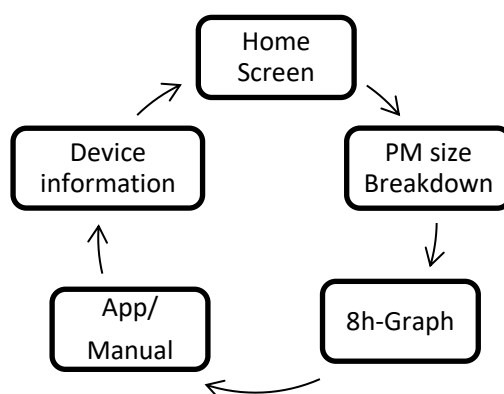 Home
Screen
PM size
Breakdown
8h-Graph
App/
Manual
Device
information